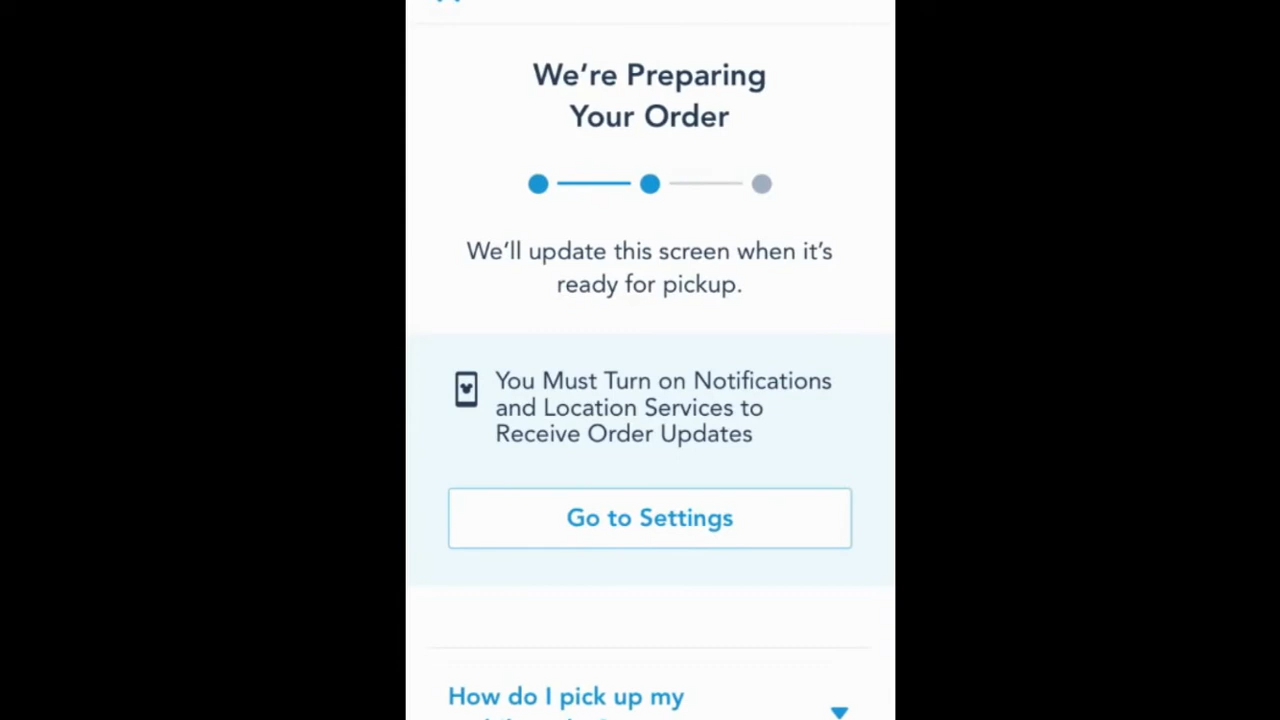 We're Preparing
Your Order
We'll update this screen when it's
ready for pickup.
You Must Turn on Notifications
and Location Services to
Receive Order Updates
Go to Settings
How do I pick up my